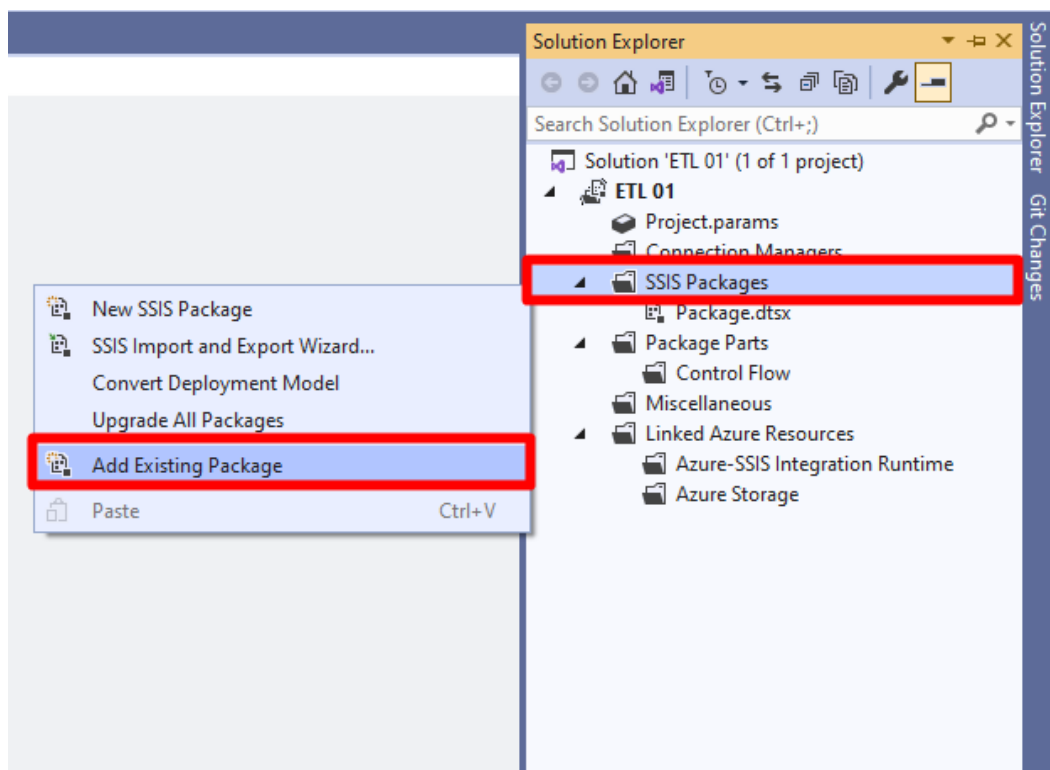 Solution Explorer
Search Solution Explorer (Ctrl+;)
Solution 'ETL 01' (1 of 1 project)
ETL 01
Project.params
Connection Managers
SSIS Packages
Package.dtsx
Package Parts
Control Flow
Miscellaneous
Linked Azure Resources
Azure-SSIS Integration Runtime
Azure Storage
New SSIS Package
SSIS Import and Export Wizard...
Convert Deployment Model
Upgrade All Packages
Add Existing Package
Paste Ctrl+V
Solution Explorer
Git Changes